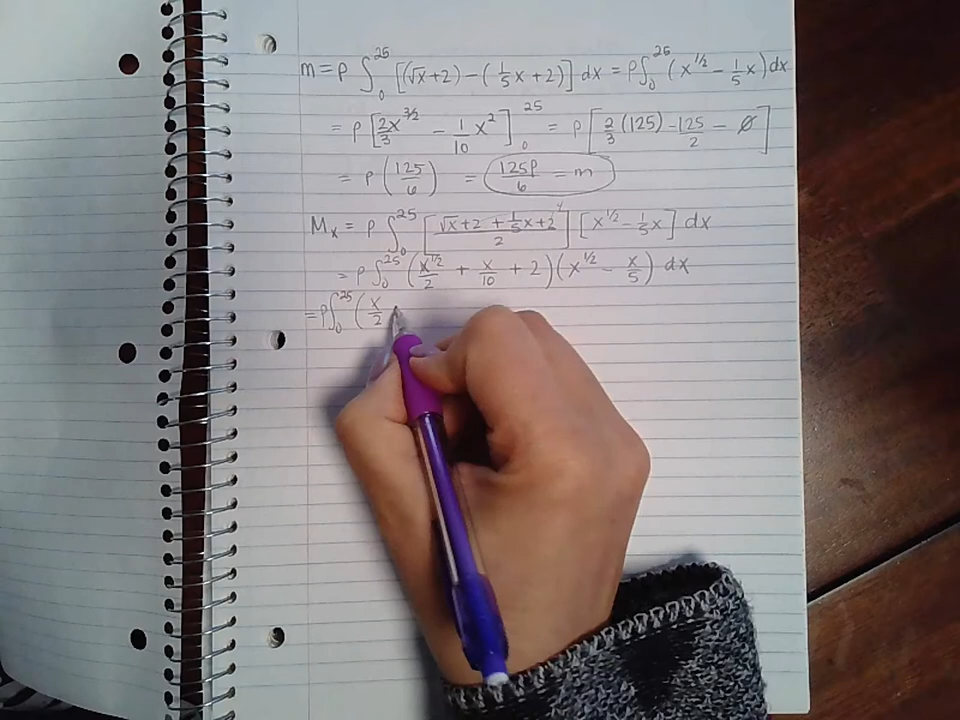 m = ρ ∫₀²⁵ [(√x+2) − (1/5 x + 2)] dx = ρ∫₀²⁵ (x^1/2 − 1/5 x) dx
= ρ [2/3 x^3/2 − 1/10 x²]₀²⁵ = ρ [2/3 (125) − 125/2 − 0]
= ρ (125/6) = 125ρ/6 = m
Mx = ρ ∫₀²⁵ [(√x+2 + 1/5 x+2)/2] [x^1/2 − 1/5 x] dx
= ρ ∫₀²⁵ (x^1/2/2 + x/10 + 2)(x^1/2 − x/5) dx
= ρ∫₀²⁵ (x/2